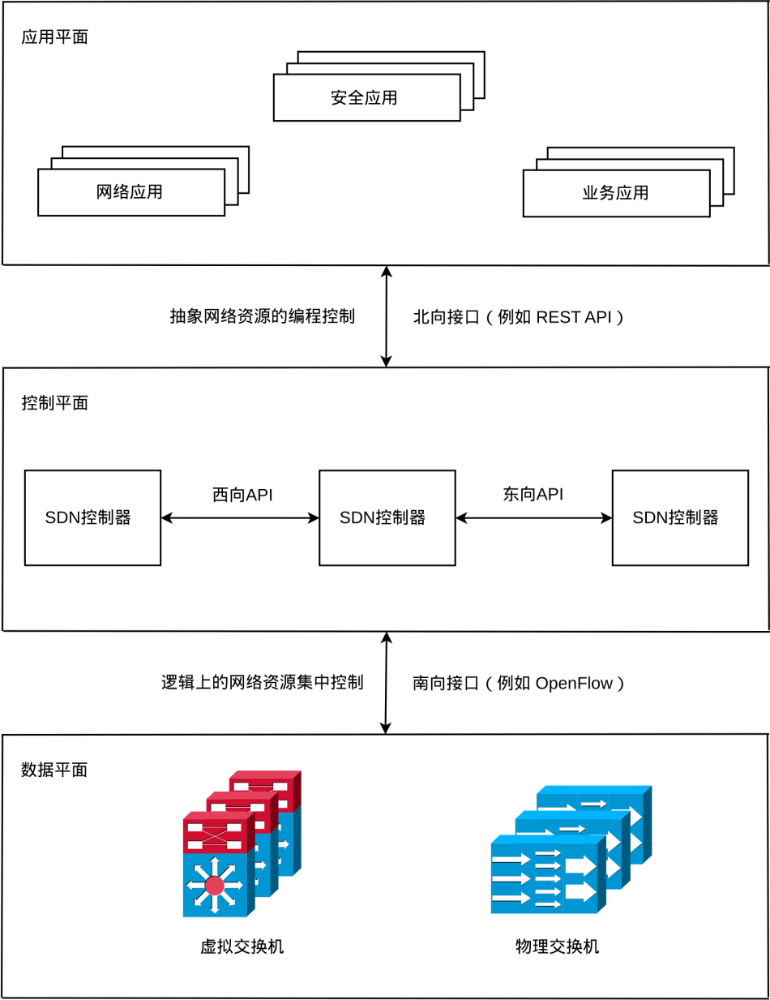 应用平面
安全应用
网络应用
业务应用
抽象网络资源的编程控制
北向接口（例如 REST API）
控制平面
西向API
东向API
SDN控制器
SDN控制器
SDN控制器
逻辑上的网络资源集中控制
南向接口（例如 OpenFlow）
数据平面
虚拟交换机
物理交换机